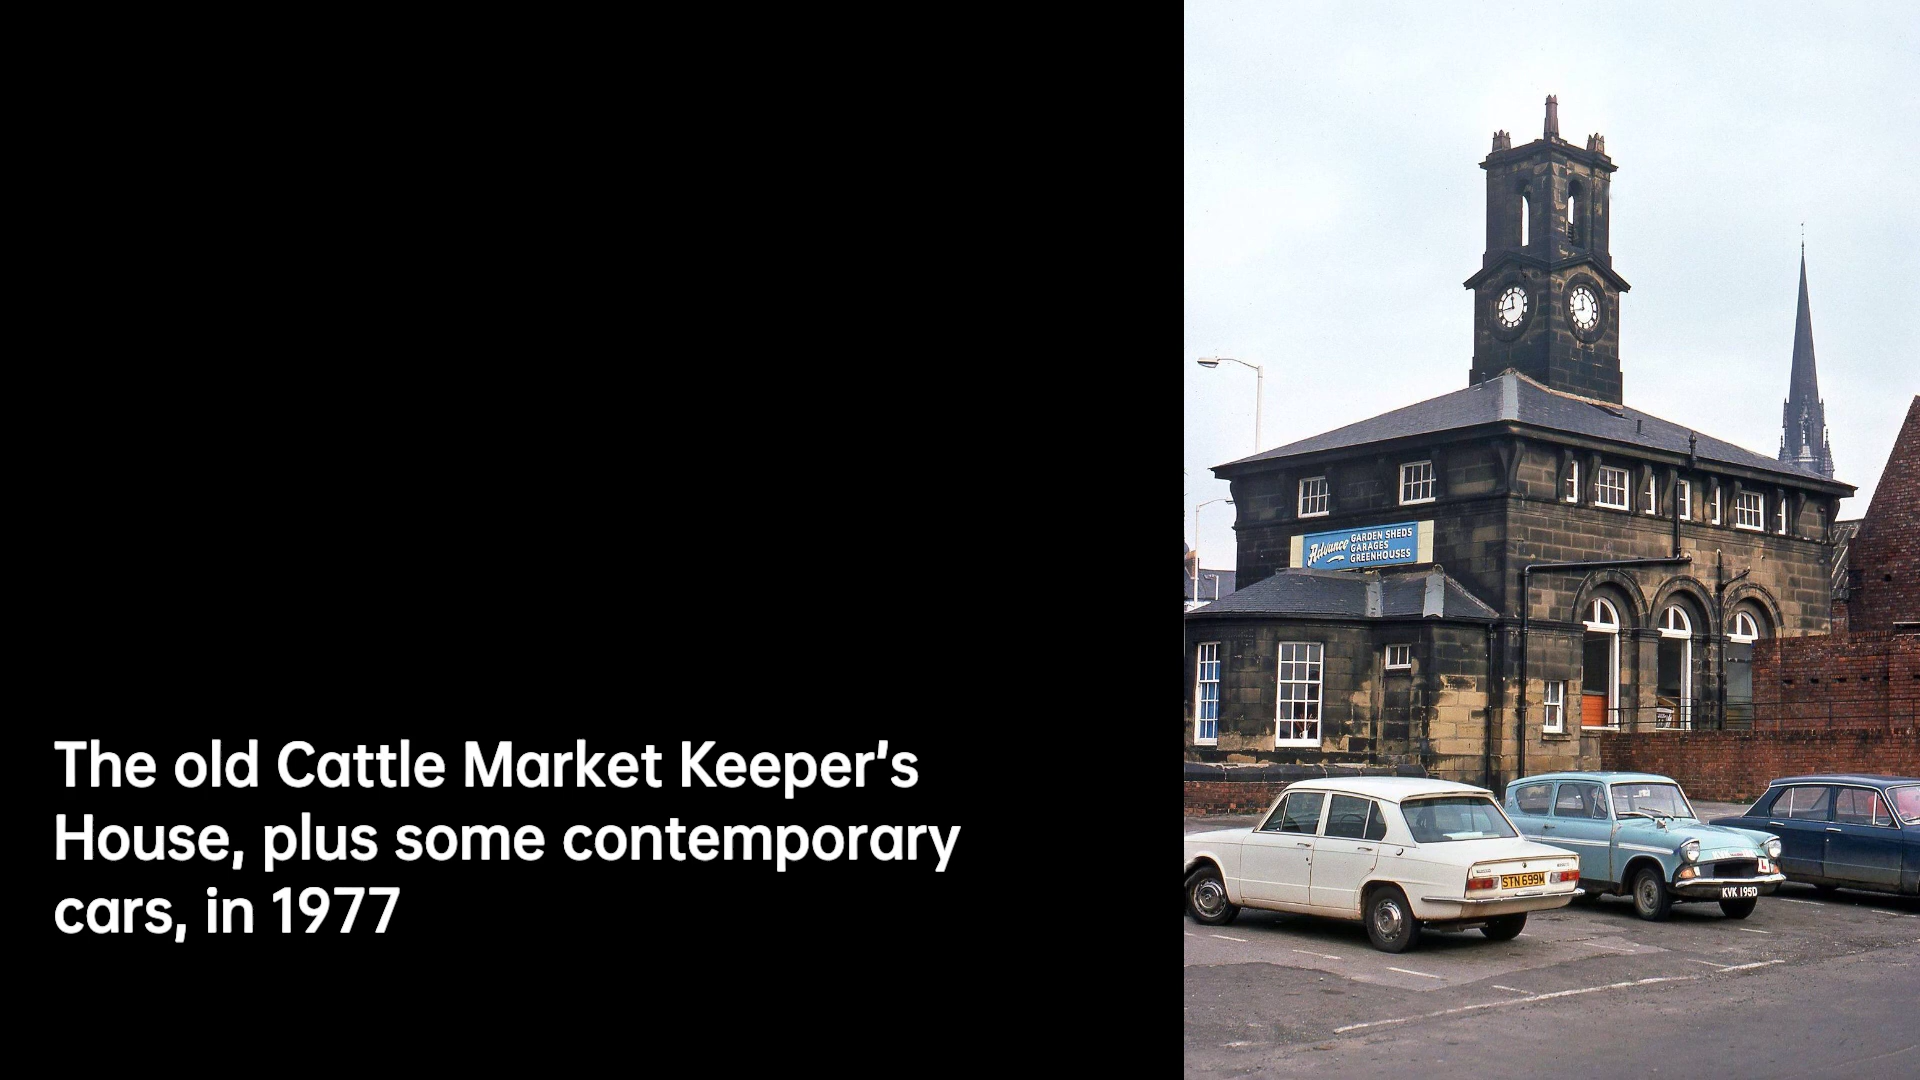 The old Cattle Market Keeper's
House, plus some contemporary
cars, in 1977
Advance
GARDEN SHEDS
GARAGES
GREENHOUSES
STN 699M
KVK 195D
L